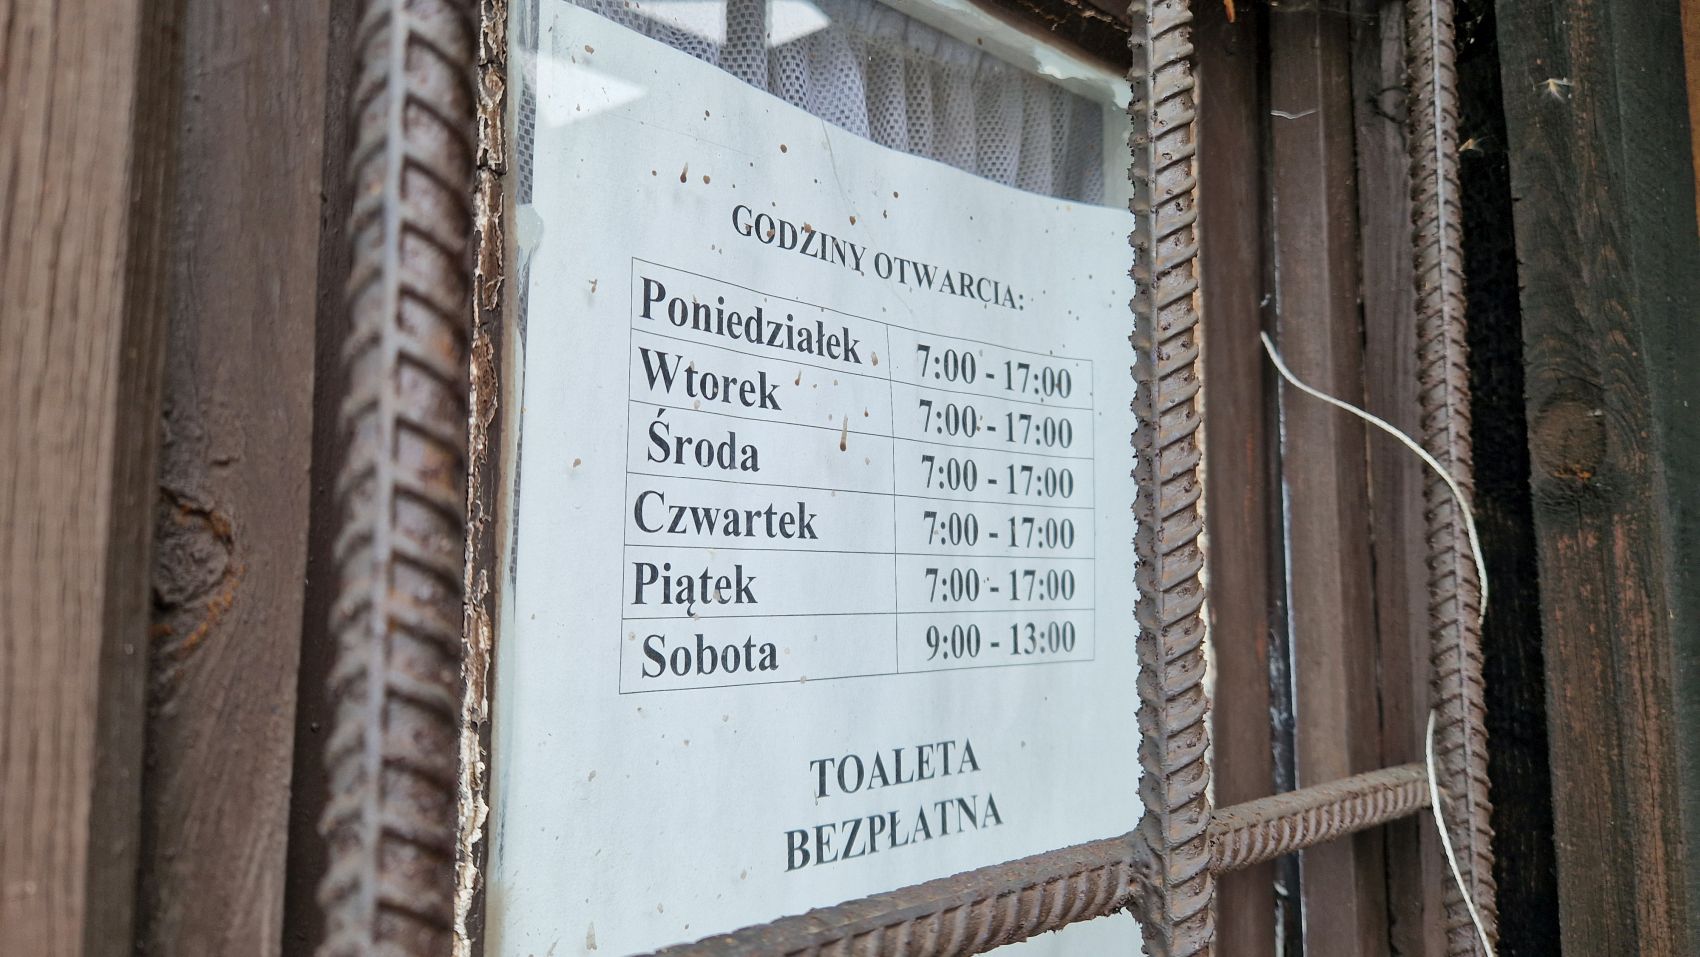 GODZINY OTWARCIA:
Poniedziałek 7:00 - 17:00
Wtorek 7:00 - 17:00
Środa 7:00 - 17:00
Czwartek 7:00 - 17:00
Piątek 7:00 - 17:00
Sobota 9:00 - 13:00
TOALETA
BEZPŁATNA